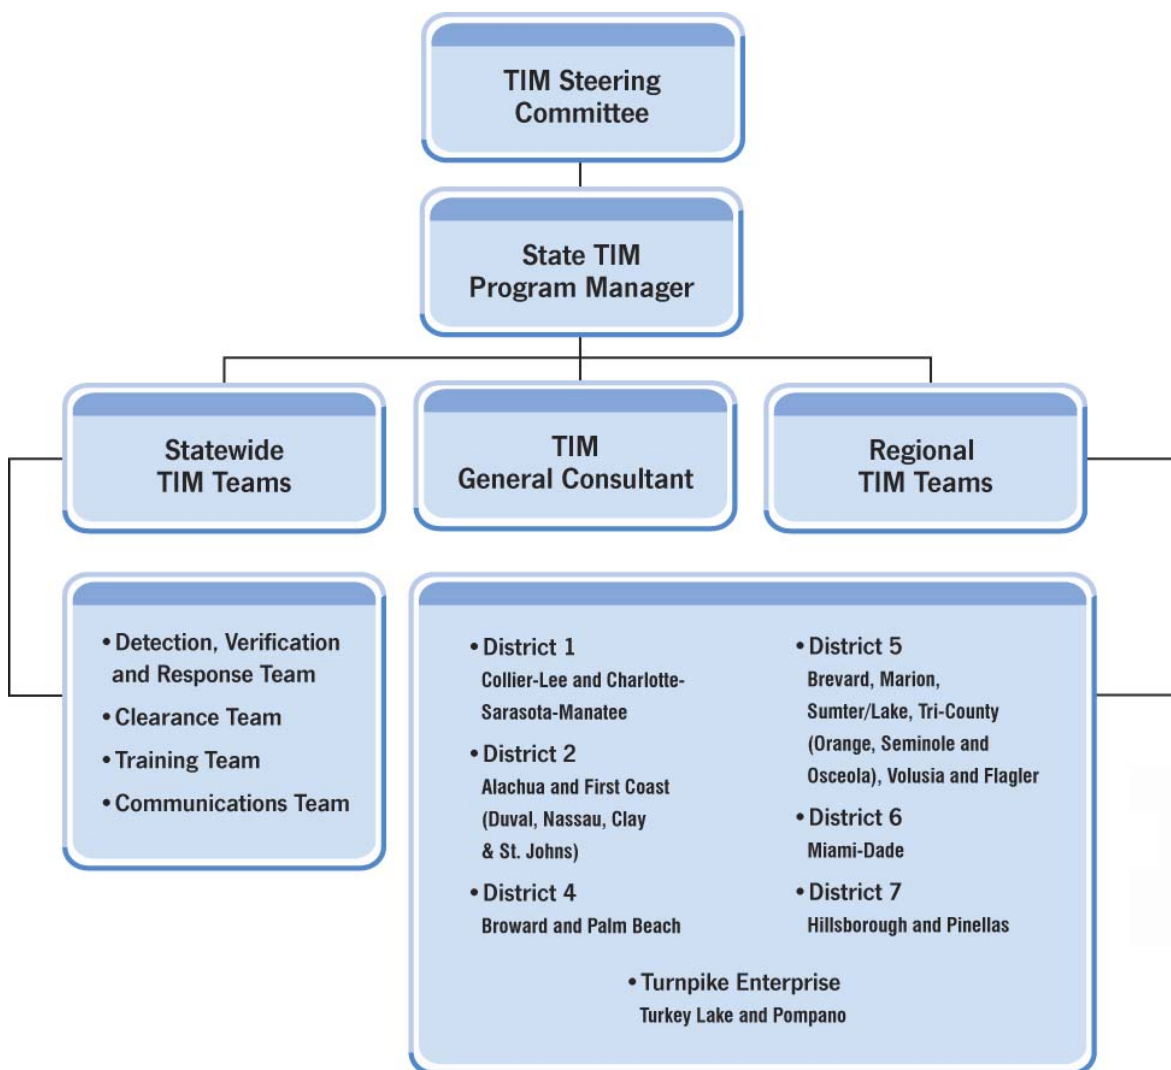 TIM Steering
Committee
State TIM
Program Manager
Statewide
TIM Teams
TIM
General Consultant
Regional
TIM Teams
• Detection, Verification
and Response Team
• Clearance Team
• Training Team
• Communications Team
• District 1
Collier-Lee and Charlotte-
Sarasota-Manatee
• District 2
Alachua and First Coast
(Duval, Nassau, Clay
& St. Johns)
• District 4
Broward and Palm Beach
• District 5
Brevard, Marion,
Sumter/Lake, Tri-County
(Orange, Seminole and
Osceola), Volusia and Flagler
• District 6
Miami-Dade
• District 7
Hillsborough and Pinellas
• Turnpike Enterprise
Turkey Lake and Pompano